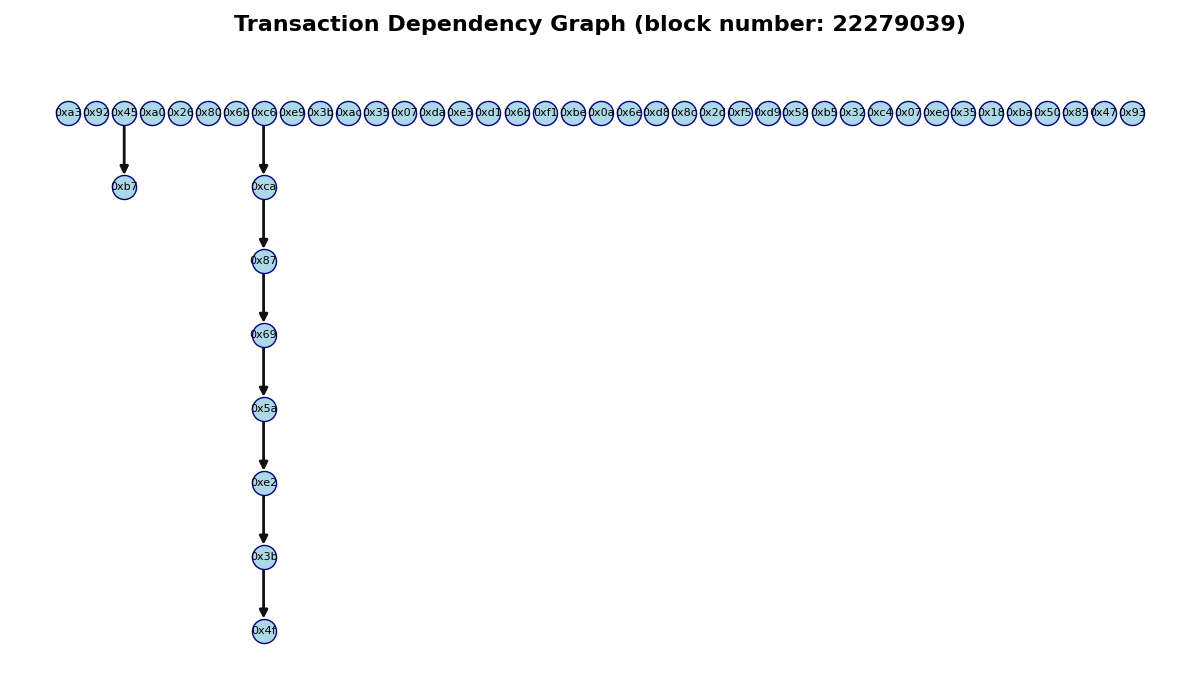 Transaction Dependency Graph (block number: 22279039)
0xa3 0x92 0x45 0xa0 0x26 0x80 0x6b 0xc6 0xe9 0x3b 0xac 0x35 0x07 0xda 0xe3 0xd1 0x6b 0xf1 0xbe 0x0a 0x6e 0xd8 0x8c 0x2d 0xf5 0xd9 0x58 0xb5 0x32 0xc4 0x07 0xec 0x35 0x18 0xba 0x50 0x85 0x47 0x93
0xb7 0xca
0x87
0x69
0x5a
0xe2
0x3b
0x4f